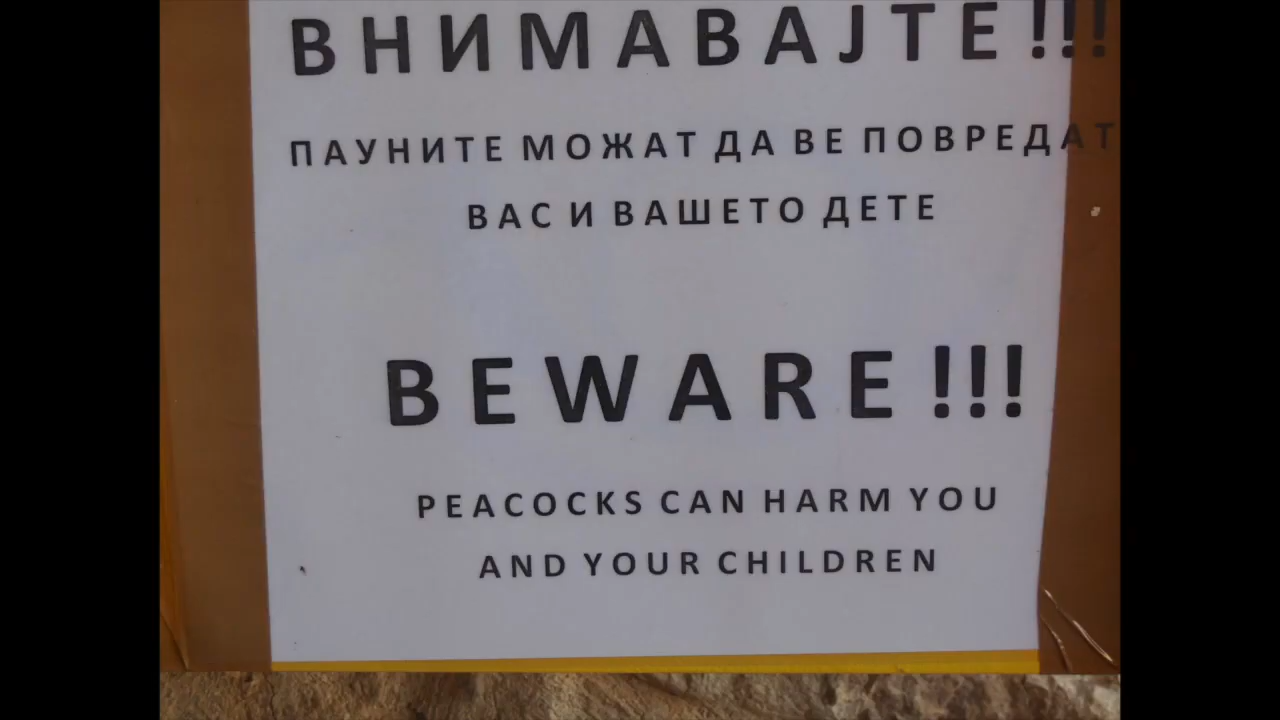 ВНИМАВАЈТЕ!!!
ПАУНИТЕ МОЖАТ ДА ВЕ ПОВРЕДАТ
ВАС И ВАШЕТО ДЕТЕ
BEWARE!!!
PEACOCKS CAN HARM YOU
AND YOUR CHILDREN